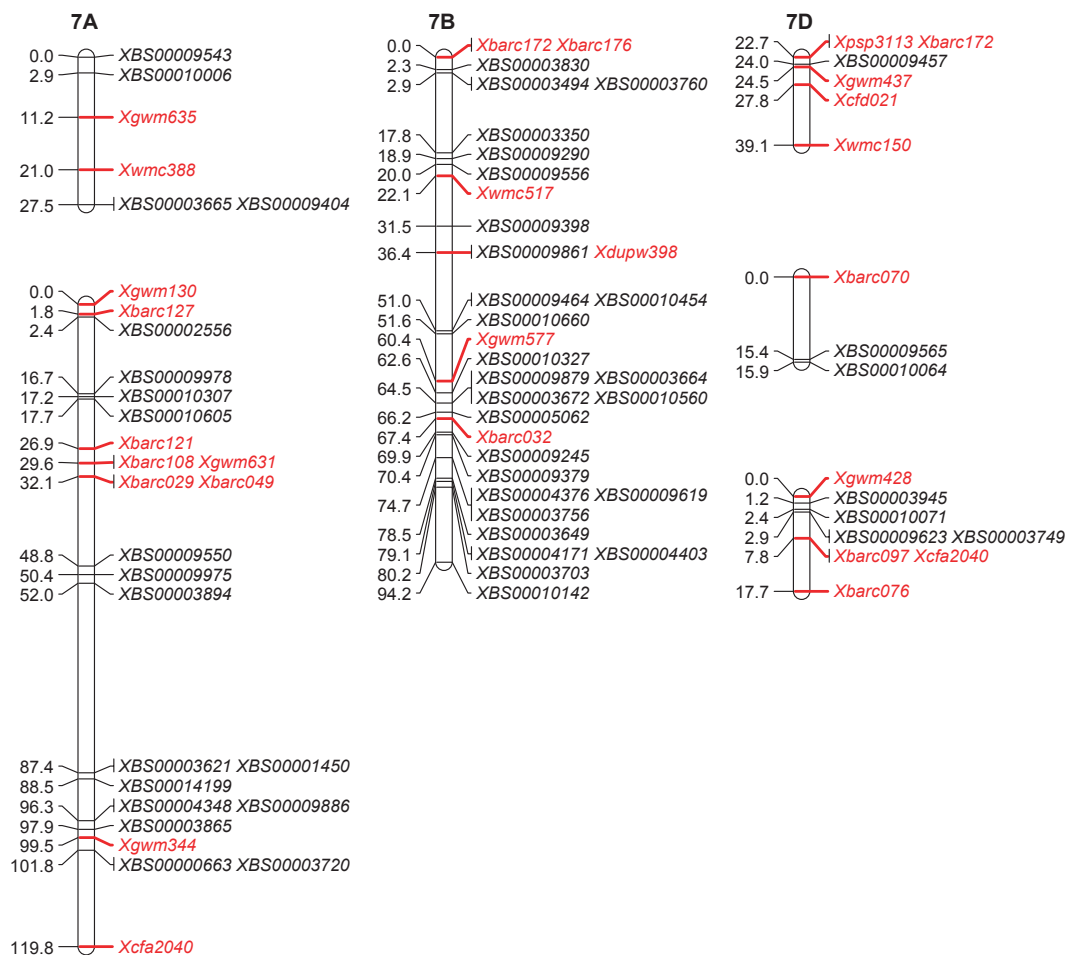 7A
0.0 XBS00009543
2.9 XBS00010006
11.2 Xgwm635
21.0 Xwmc388
27.5 XBS00003665 XBS00009404
0.0 Xgwm130
1.8 Xbarc127
2.4 XBS00002556
16.7 XBS00009978
17.2 XBS00010307
17.7 XBS00010605
26.9 Xbarc121
29.6 Xbarc108 Xgwm631
32.1 Xbarc029 Xbarc049
48.8 XBS00009550
50.4 XBS00009975
52.0 XBS00003894
87.4 XBS00003621 XBS00001450
88.5 XBS00014199
96.3 XBS00004348 XBS00009886
97.9 XBS00003865
99.5 Xgwm344
101.8 XBS00000663 XBS00003720
119.8 Xcfa2040
7B
0.0 Xbarc172 Xbarc176
2.3 XBS00003830
2.9 XBS00003494 XBS00003760
17.8 XBS00003350
18.9 XBS00009290
20.0 XBS00009556
22.1 Xwmc517
31.5 XBS00009398
36.4 XBS00009861 Xdupw398
51.0 XBS00009464 XBS00010454
51.6 XBS00010660
60.4 Xgwm577
62.6 XBS00010327
XBS00009879 XBS00003664
64.5 XBS00003672 XBS00010560
66.2 XBS00005062
67.4 Xbarc032
69.9 XBS00009245
70.4 XBS00009379
XBS00004376 XBS00009619
74.7 XBS00003756
78.5 XBS00003649
79.1 XBS00004171 XBS00004403
80.2 XBS00003703
94.2 XBS00010142
7D
22.7 Xpsp3113 Xbarc172
24.0 XBS00009457
24.5 Xgwm437
27.8 Xcfd021
39.1 Xwmc150
0.0 Xbarc070
15.4 XBS00009565
15.9 XBS00010064
0.0 Xgwm428
1.2 XBS00003945
2.4 XBS00010071
2.9 XBS00009623 XBS00003749
7.8 Xbarc097 Xcfa2040
17.7 Xbarc076